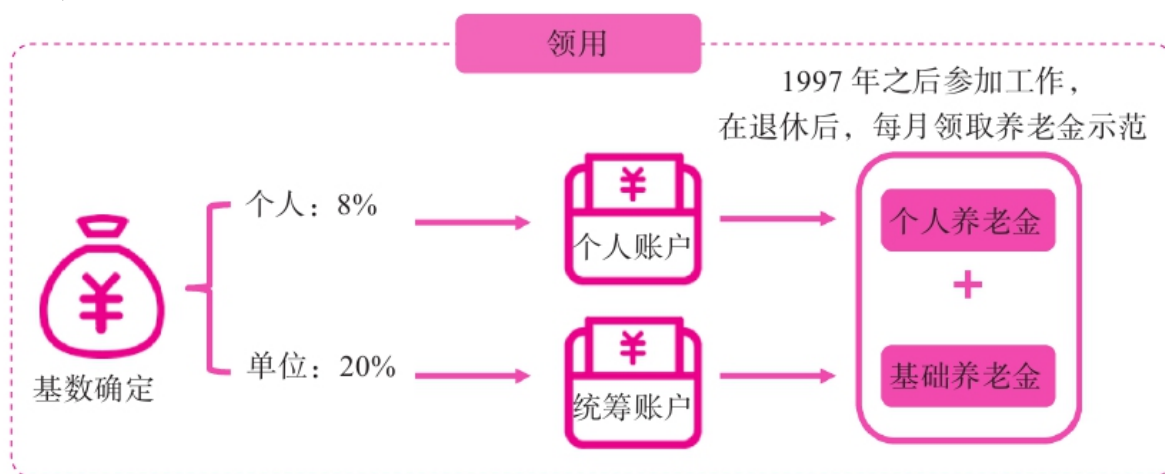 领用
1997 年之后参加工作，
在退休后，每月领取养老金示范
个人：8%
¥
个人账户
个人养老金
¥
+
基数确定
单位：20%
¥
统筹账户
基础养老金